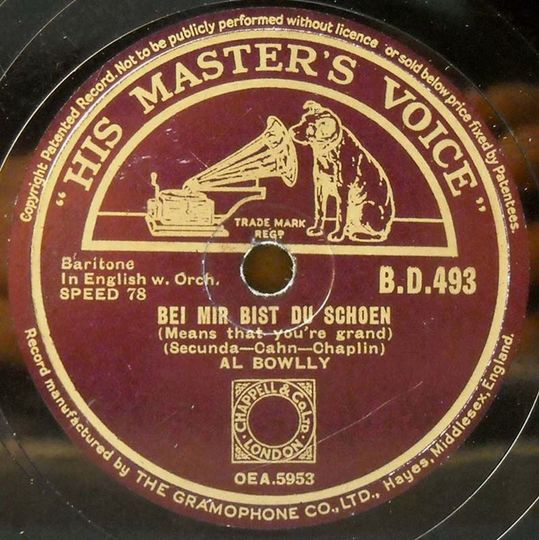 Copyright Patented Record. Not to be publicly performed without licence or sold below price fixed by Patentees.
"HIS MASTER'S VOICE"
TRADE MARK
REGD
Baritone
In English w. Orch.
SPEED 78
B.D.493
BEI MIR BIST DU SCHOEN
(Means that you're grand)
(Secunda—Cahn—Chaplin)
AL BOWLLY
CHAPPELL & CO. LTD.
LONDON
OEA.5953
Record manufactured by THE GRAMOPHONE CO., LTD., Hayes, Middlesex, England.